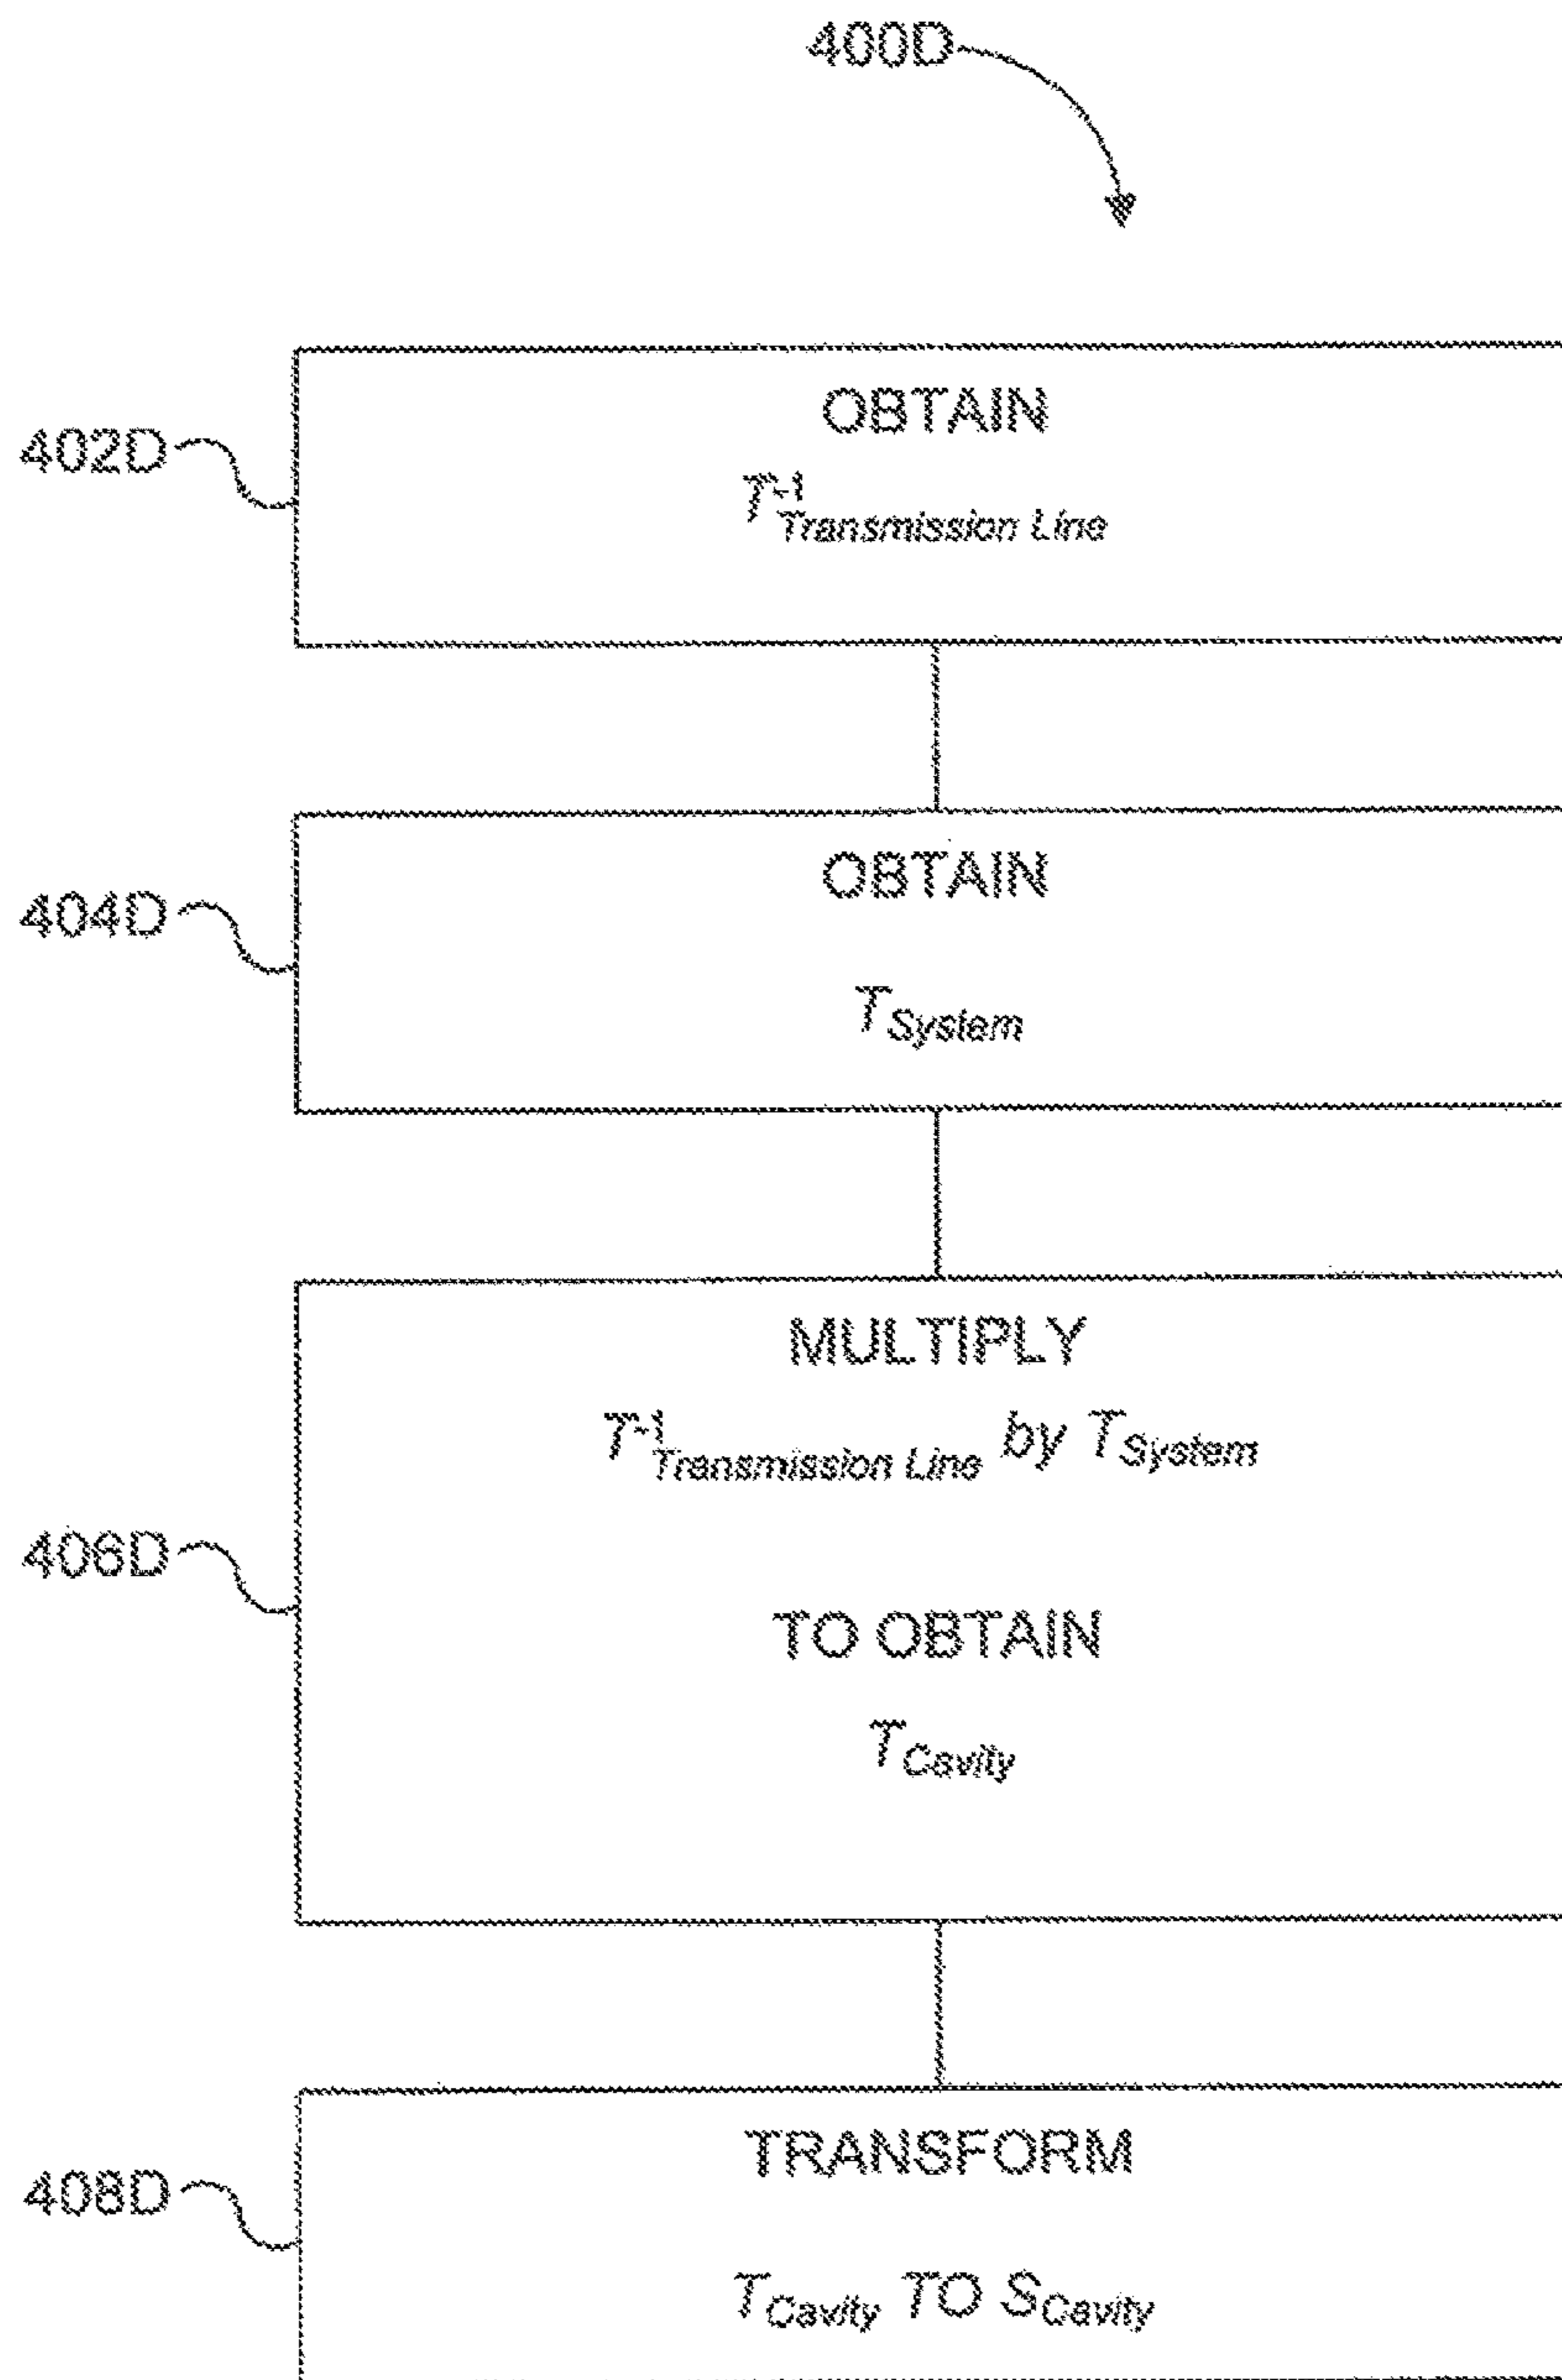 400D
402D
OBTAIN
T⁻¹Transmission Line
404D
OBTAIN
TSystem
406D
MULTIPLY
T⁻¹Transmission Line by TSystem
TO OBTAIN
TCavity
408D
TRANSFORM
TCavity TO SCavity